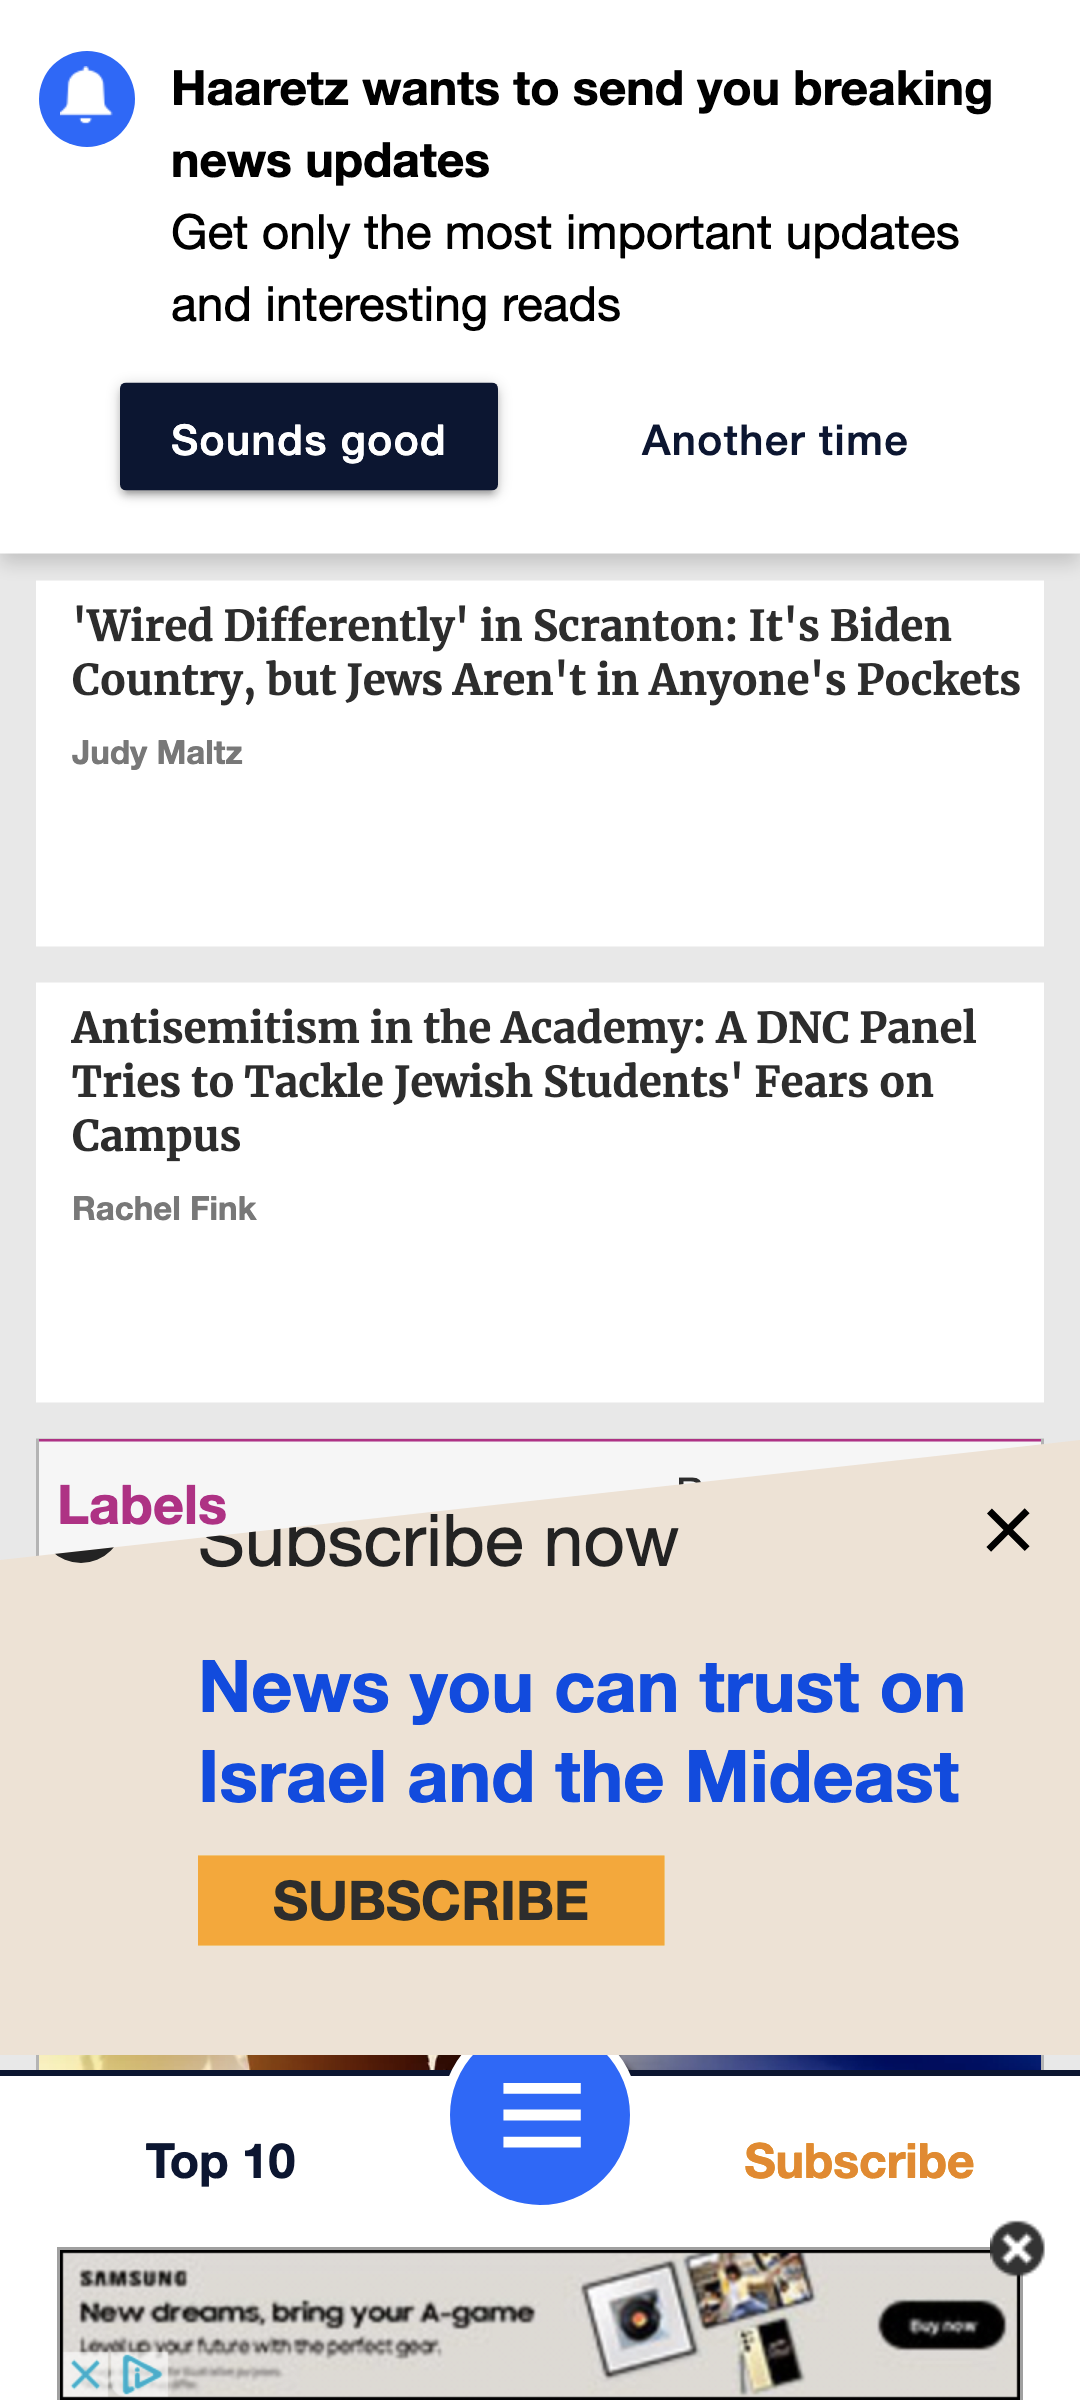 Haaretz wants to send you breaking
news updates
Get only the most important updates
and interesting reads
Sounds good
Another time
'Wired Differently' in Scranton: It's Biden
Country, but Jews Aren't in Anyone's Pockets
Judy Maltz
Antisemitism in the Academy: A DNC Panel
Tries to Tackle Jewish Students' Fears on
Campus
Rachel Fink
Labels
Subscribe now
News you can trust on
Israel and the Mideast
SUBSCRIBE
Top 10
Subscribe
SAMSUNG
New dreams, bring your A-game
Level up your future with the perfect gear.
Buy now